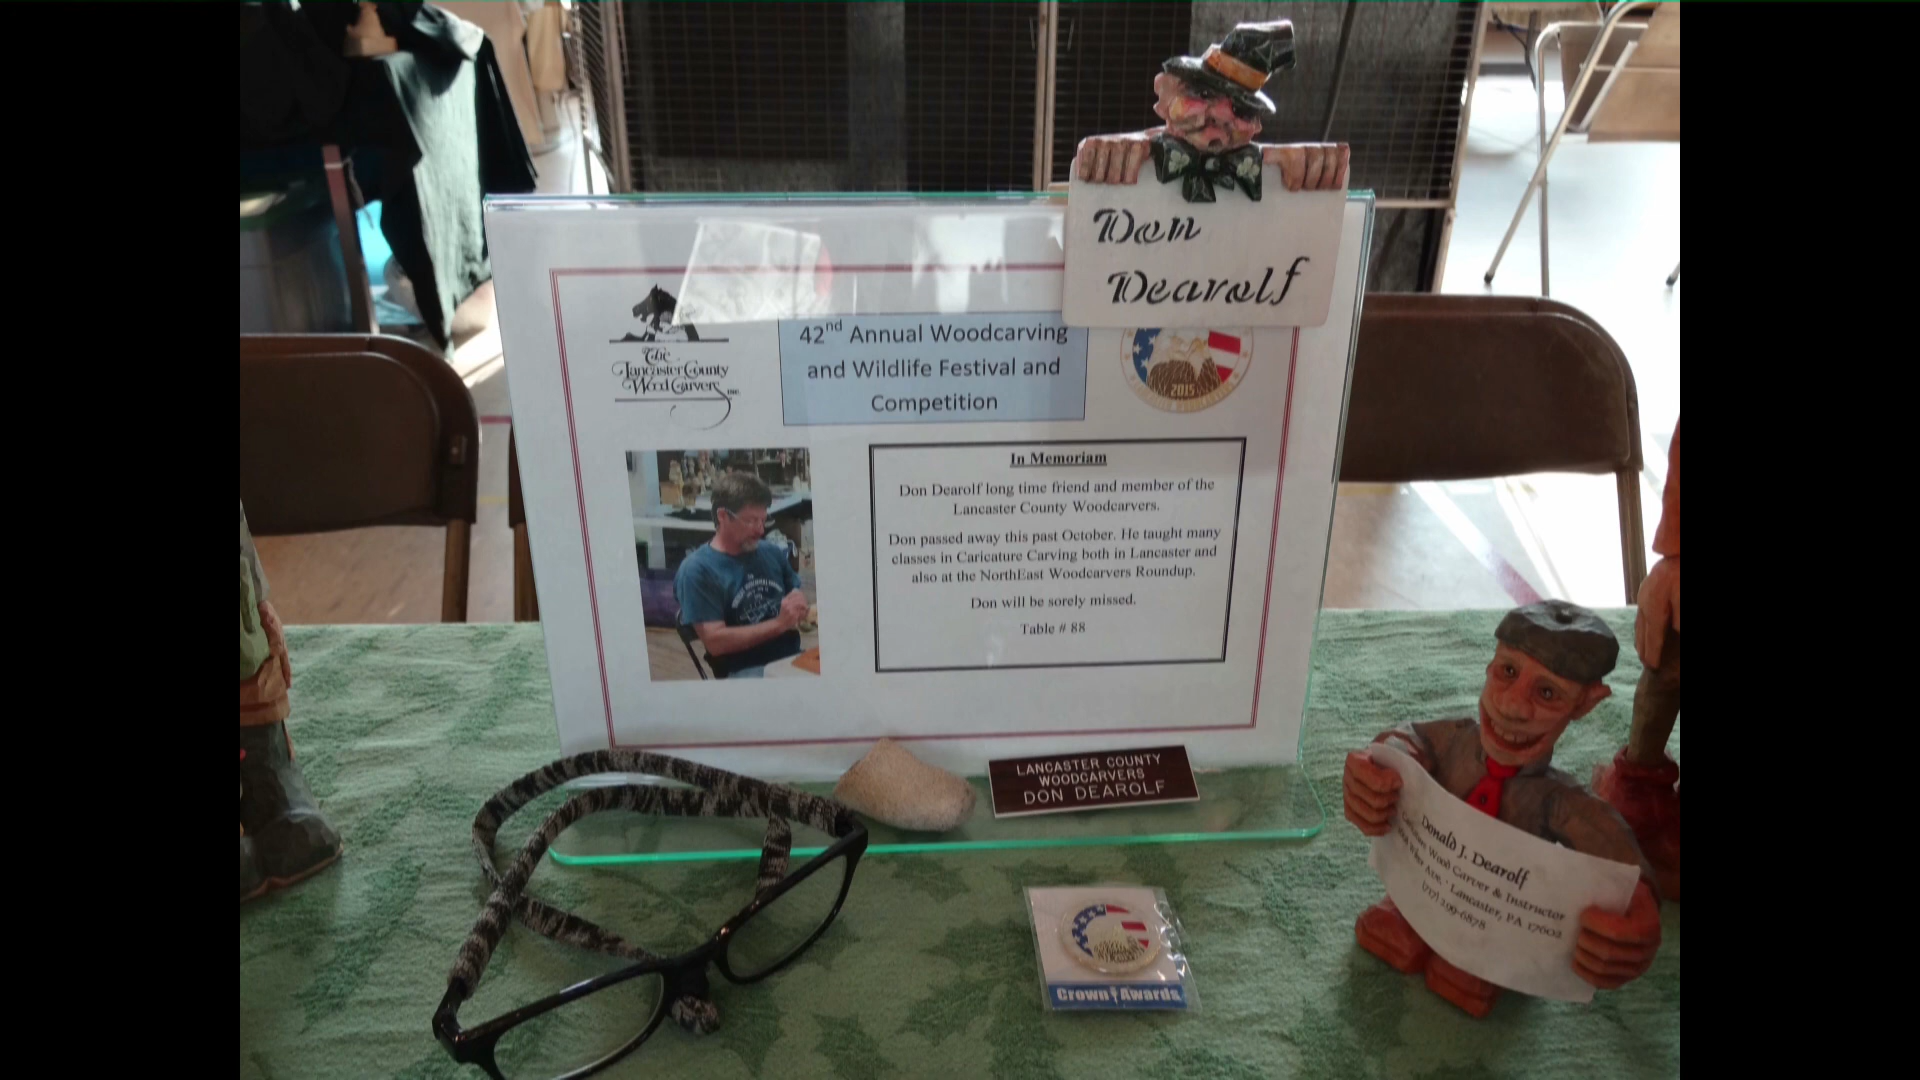 Don
Dearolf
The
Lancaster County
Wood Carvers INC.
42nd Annual Woodcarving
and Wildlife Festival and
Competition
2015
In Memoriam
Don Dearolf long time friend and member of the
Lancaster County Woodcarvers.
Don passed away this past October. He taught many
classes in Caricature Carving both in Lancaster and
also at the NorthEast Woodcarvers Roundup.
Don will be sorely missed.
Table # 88
LANCASTER COUNTY
WOODCARVERS
DON DEAROLF
Crown Awards
Donald J. Dearolf
Wood Carver & Instructor
Ave. · Lancaster, PA 17602